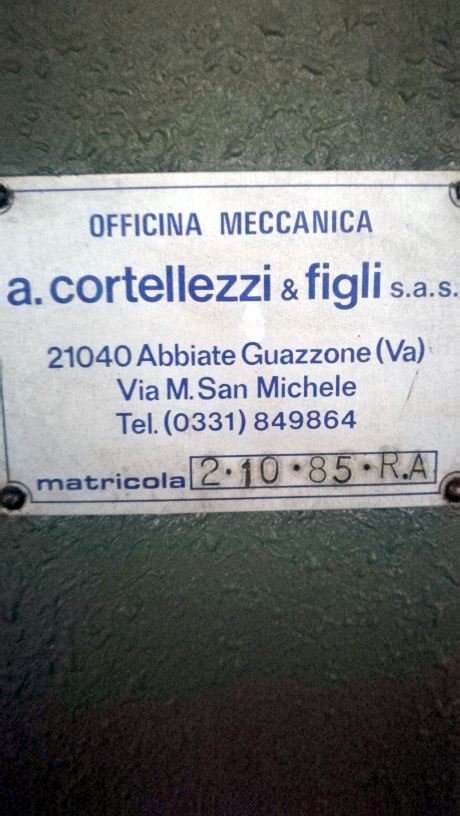 OFFICINA MECCANICA
a. cortellezzi & figli s.a.s.
21040 Abbiate Guazzone (Va)
Via M. San Michele
Tel. (0331) 849864
matricola 2·10·85·R.A